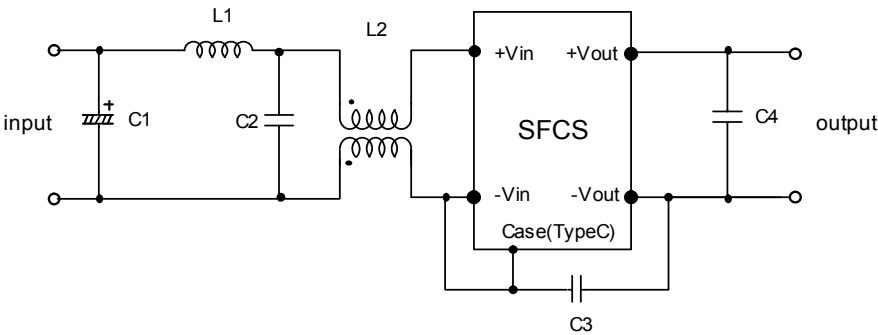 L1
L2
+Vin
+Vout
input
C1
C2
SFCS
C4
output
-Vin
-Vout
Case(TypeC)
C3